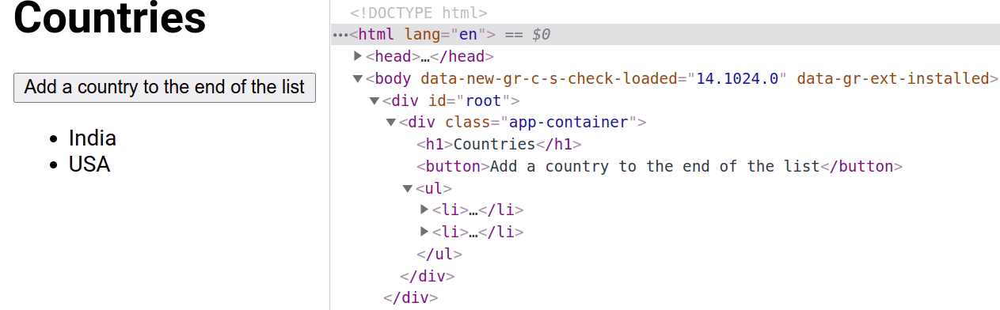 Countries
Add a country to the end of the list
India
USA
<!DOCTYPE html>
…<html lang="en"> == $0
<head>…</head>
<body data-new-gr-c-s-check-loaded="14.1024.0" data-gr-ext-installed>
<div id="root">
<div class="app-container">
<h1>Countries</h1>
<button>Add a country to the end of the list</button>
<ul>
<li>…</li>
<li>…</li>
</ul>
</div>
</div>